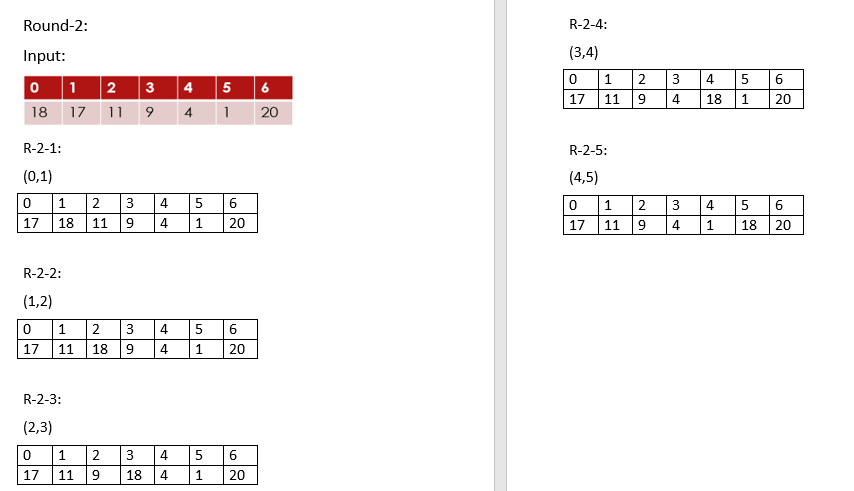 Round-2:
Input:
0 1 2 3 4 5 6
18 17 11 9 4 1 20
R-2-1:
(0,1)
0 1 2 3 4 5 6
17 18 11 9 4 1 20
R-2-2:
(1,2)
0 1 2 3 4 5 6
17 11 18 9 4 1 20
R-2-3:
(2,3)
0 1 2 3 4 5 6
17 11 9 18 4 1 20
R-2-4:
(3,4)
0 1 2 3 4 5 6
17 11 9 4 18 1 20
R-2-5:
(4,5)
0 1 2 3 4 5 6
17 11 9 4 1 18 20